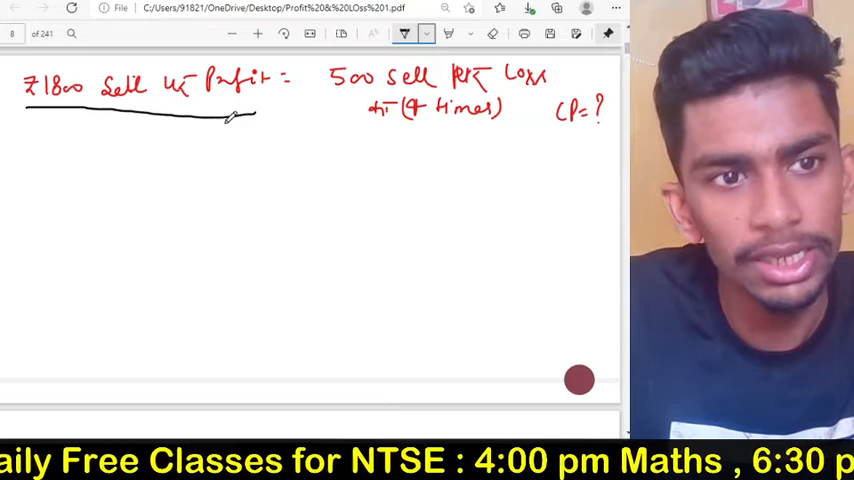 File | C:/Users/91821/OneDrive/Desktop/Profit%20&%20LOss%201.pdf
8 of 241
₹1800 Sell पर Profit = 500 sell पर Loss
का (4 times) CP=?
aily Free Classes for NTSE : 4:00 pm Maths , 6:30 p